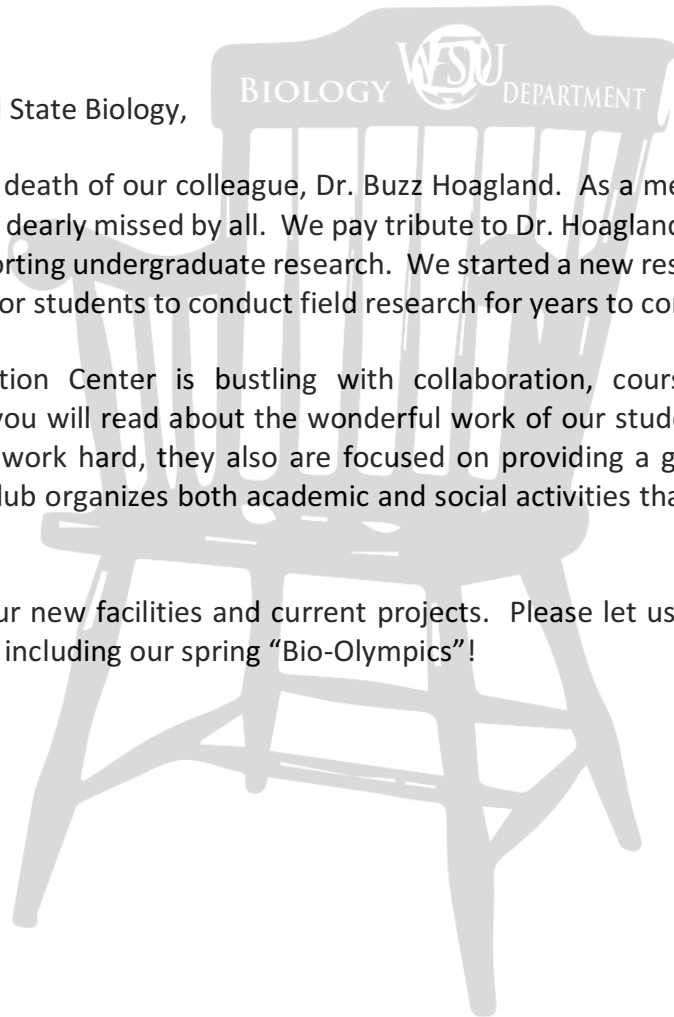 BIOLOGY WSU DEPARTMENT
State Biology,
death of our colleague, Dr. Buzz Hoagland. As a me
dearly missed by all. We pay tribute to Dr. Hoagland
orting undergraduate research. We started a new res
or students to conduct field research for years to co
tion Center is bustling with collaboration, cours
you will read about the wonderful work of our stud
work hard, they also are focused on providing a g
lub organizes both academic and social activities tha
ur new facilities and current projects. Please let us
including our spring “Bio-Olympics”!